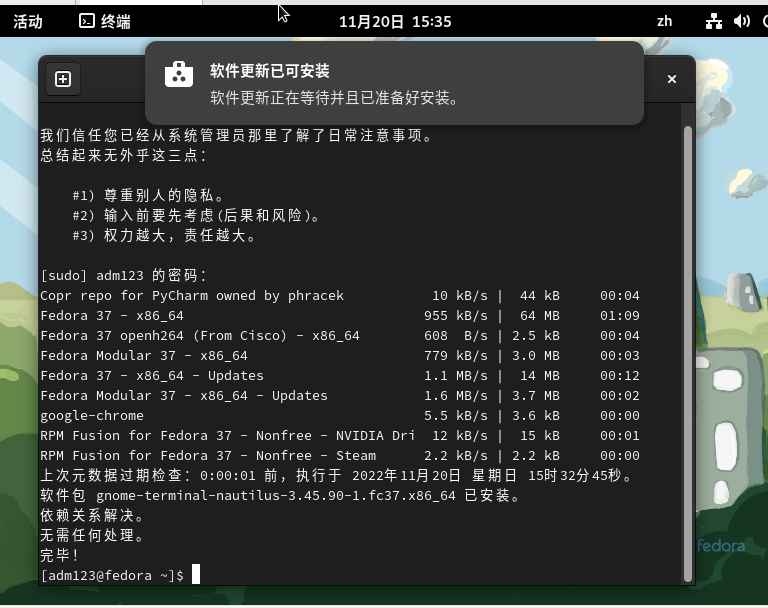 活动 终端 11月20日 15:35 zh
软件更新已可安装
软件更新正在等待并且已准备好安装。
我们信任您已经从系统管理员那里了解了日常注意事项。
总结起来无外乎这三点：
#1) 尊重别人的隐私。
#2) 输入前要先考虑(后果和风险)。
#3) 权力越大，责任越大。
[sudo] adm123 的密码：
Copr repo for PyCharm owned by phracek 10 kB/s | 44 kB 00:04
Fedora 37 - x86_64 955 kB/s | 64 MB 01:09
Fedora 37 openh264 (From Cisco) - x86_64 608 B/s | 2.5 kB 00:04
Fedora Modular 37 - x86_64 779 kB/s | 3.0 MB 00:03
Fedora 37 - x86_64 - Updates 1.1 MB/s | 14 MB 00:12
Fedora Modular 37 - x86_64 - Updates 1.6 MB/s | 3.7 MB 00:02
google-chrome 5.5 kB/s | 3.6 kB 00:00
RPM Fusion for Fedora 37 - Nonfree - NVIDIA Dri 12 kB/s | 15 kB 00:01
RPM Fusion for Fedora 37 - Nonfree - Steam 2.2 kB/s | 2.2 kB 00:00
上次元数据过期检查：0:00:01 前，执行于 2022年11月20日 星期日 15时32分45秒。
软件包 gnome-terminal-nautilus-3.45.90-1.fc37.x86_64 已安装。
依赖关系解决。
无需任何处理。
完毕！
[adm123@fedora ~]$
fedora